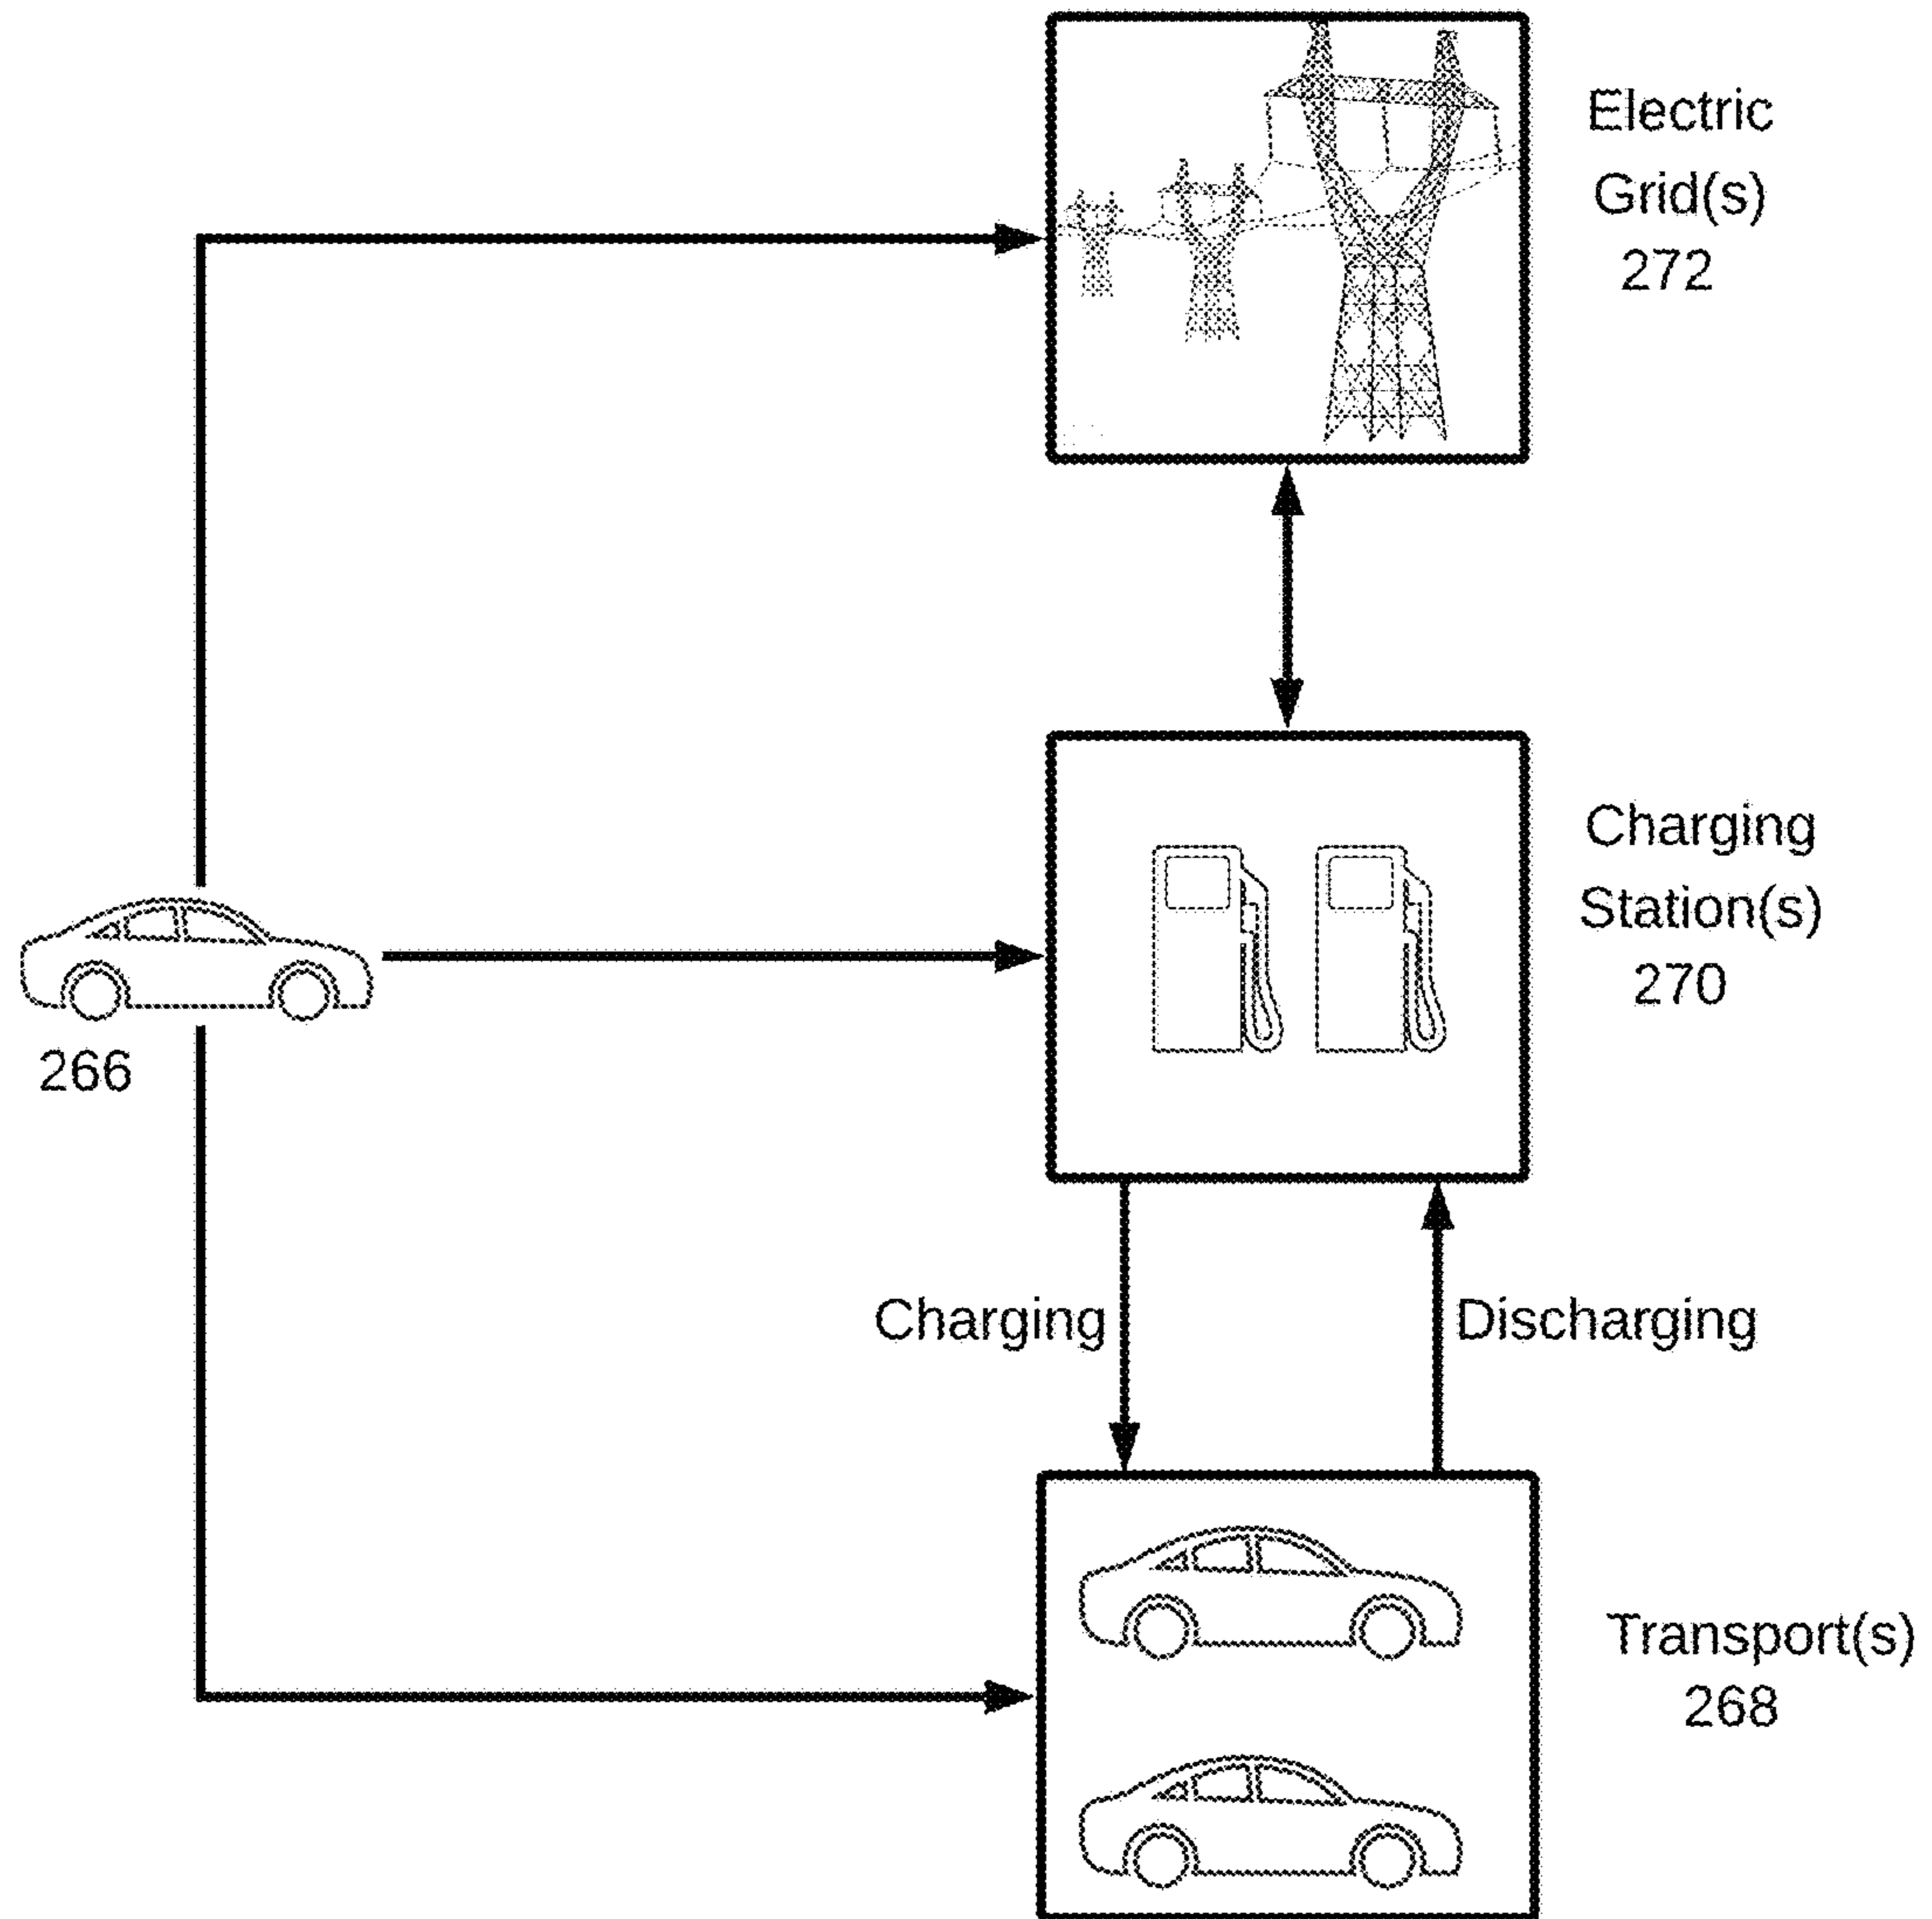 Electric
Grid(s)
272
Charging
Station(s)
270
266
Charging
Discharging
Transport(s)
268